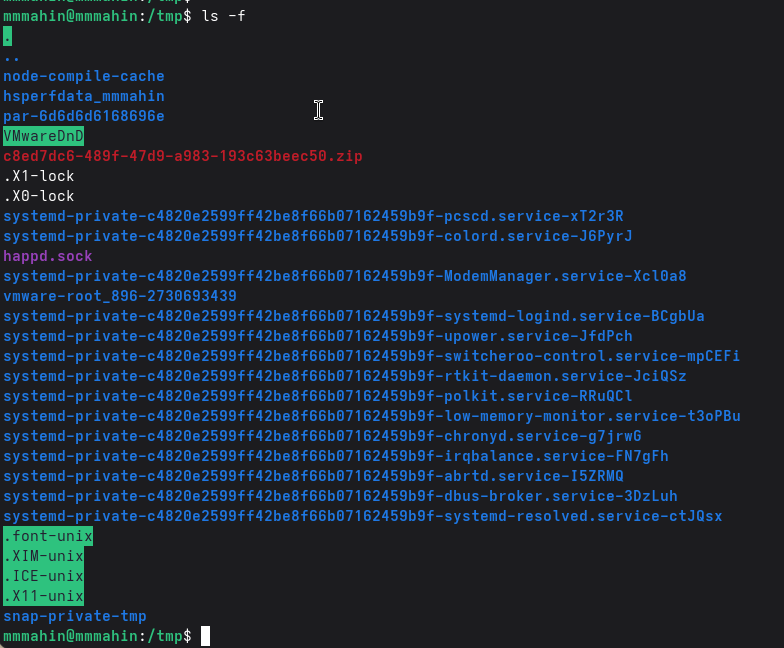 mmmahin@mmmahin:/tmp$ ls -f
.
..
node-compile-cache
hsperfdata_mmmahin
par-6d6d6d6168696e
VMwareDnD
c8ed7dc6-489f-47d9-a983-193c63beec50.zip
.X1-lock
.X0-lock
systemd-private-c4820e2599ff42be8f66b07162459b9f-pcscd.service-xT2r3R
systemd-private-c4820e2599ff42be8f66b07162459b9f-colord.service-J6PyrJ
happd.sock
systemd-private-c4820e2599ff42be8f66b07162459b9f-ModemManager.service-Xcl0a8
vmware-root_896-2730693439
systemd-private-c4820e2599ff42be8f66b07162459b9f-systemd-logind.service-BCgbUa
systemd-private-c4820e2599ff42be8f66b07162459b9f-upower.service-JfdPch
systemd-private-c4820e2599ff42be8f66b07162459b9f-switcheroo-control.service-mpCEFi
systemd-private-c4820e2599ff42be8f66b07162459b9f-rtkit-daemon.service-JciQSz
systemd-private-c4820e2599ff42be8f66b07162459b9f-polkit.service-RRuQCl
systemd-private-c4820e2599ff42be8f66b07162459b9f-low-memory-monitor.service-t3oPBu
systemd-private-c4820e2599ff42be8f66b07162459b9f-chronyd.service-g7jrwG
systemd-private-c4820e2599ff42be8f66b07162459b9f-irqbalance.service-FN7gFh
systemd-private-c4820e2599ff42be8f66b07162459b9f-abrtd.service-I5ZRMQ
systemd-private-c4820e2599ff42be8f66b07162459b9f-dbus-broker.service-3DzLuh
systemd-private-c4820e2599ff42be8f66b07162459b9f-systemd-resolved.service-ctJQsx
.font-unix
.XIM-unix
.ICE-unix
.X11-unix
snap-private-tmp
mmmahin@mmmahin:/tmp$